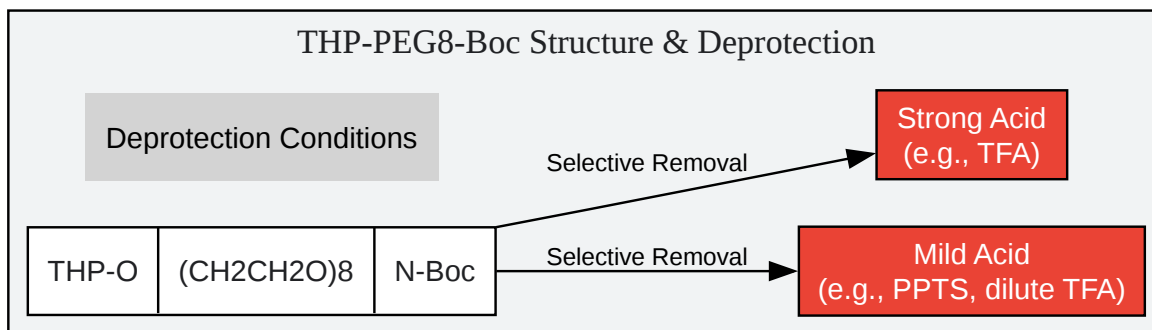 THP-PEG8-Boc Structure & Deprotection
Deprotection Conditions
Strong Acid
(e.g., TFA)
Selective Removal
THP-O
(CH2CH2O)8
N-Boc
Selective Removal
Mild Acid
(e.g., PPTS, dilute TFA)